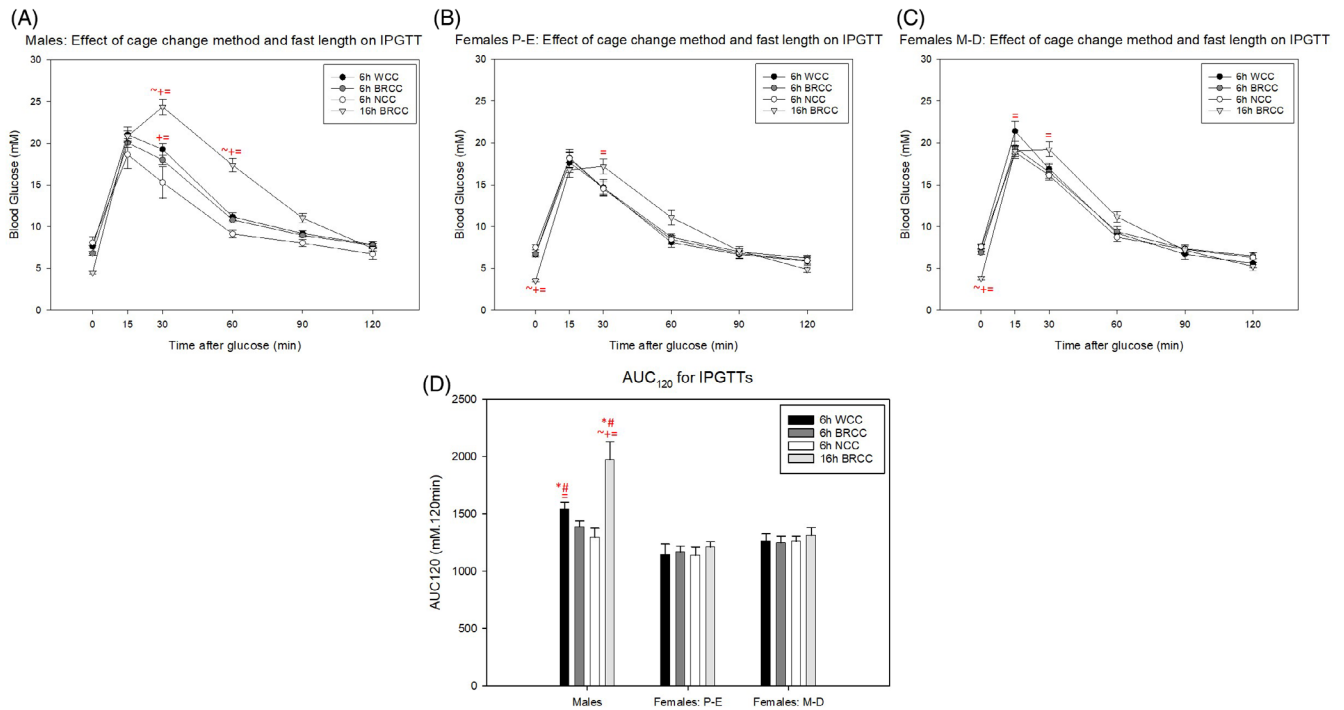 (A)
Males: Effect of cage change method and fast length on IPGTT
6h WCC
6h BRCC
6h NCC
16h BRCC
~+=
+=
~+=
30
25
20
15
10
5
0
Blood Glucose (mM)
0 15 30 60 90 120
Time after glucose (min)
(B)
Females P-E: Effect of cage change method and fast length on IPGTT
6h WCC
6h BRCC
6h NCC
16h BRCC
=
~+=
30
25
20
15
10
5
0
Blood Glucose (mM)
0 15 30 60 90 120
Time after glucose (min)
(C)
Females M-D: Effect of cage change method and fast length on IPGTT
6h WCC
6h BRCC
6h NCC
16h BRCC
=
=
~+=
30
25
20
15
10
5
0
Blood Glucose (mM)
0 15 30 60 90 120
Time after glucose (min)
(D)
AUC120 for IPGTTs
6h WCC
6h BRCC
6h NCC
16h BRCC
*#
~+=
*#
=
2500
2000
1500
1000
500
0
AUC120 (mM.120min)
Males Females: P-E Females: M-D